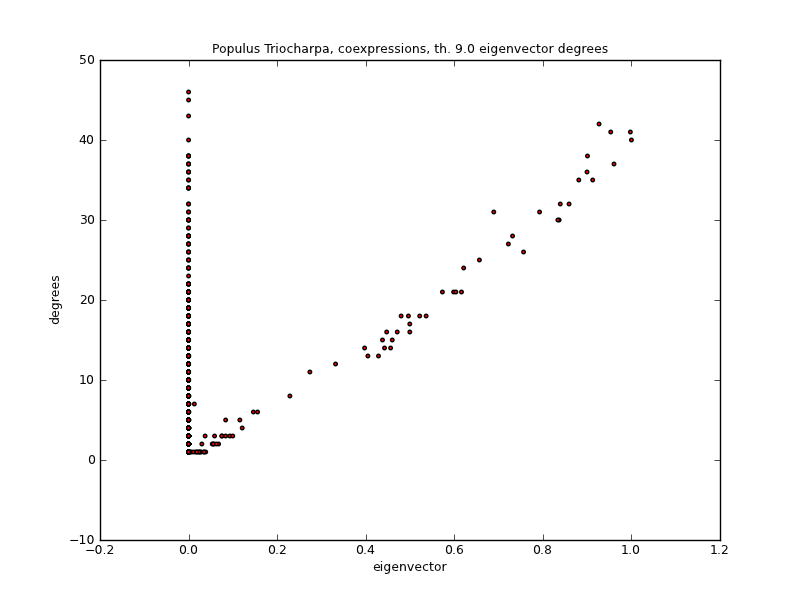 Populus Triocharpa, coexpressions, th. 9.0 eigenvector degrees
50
40
30
20
10
0
−10
degrees
−0.2 0.0 0.2 0.4 0.6 0.8 1.0 1.2
eigenvector